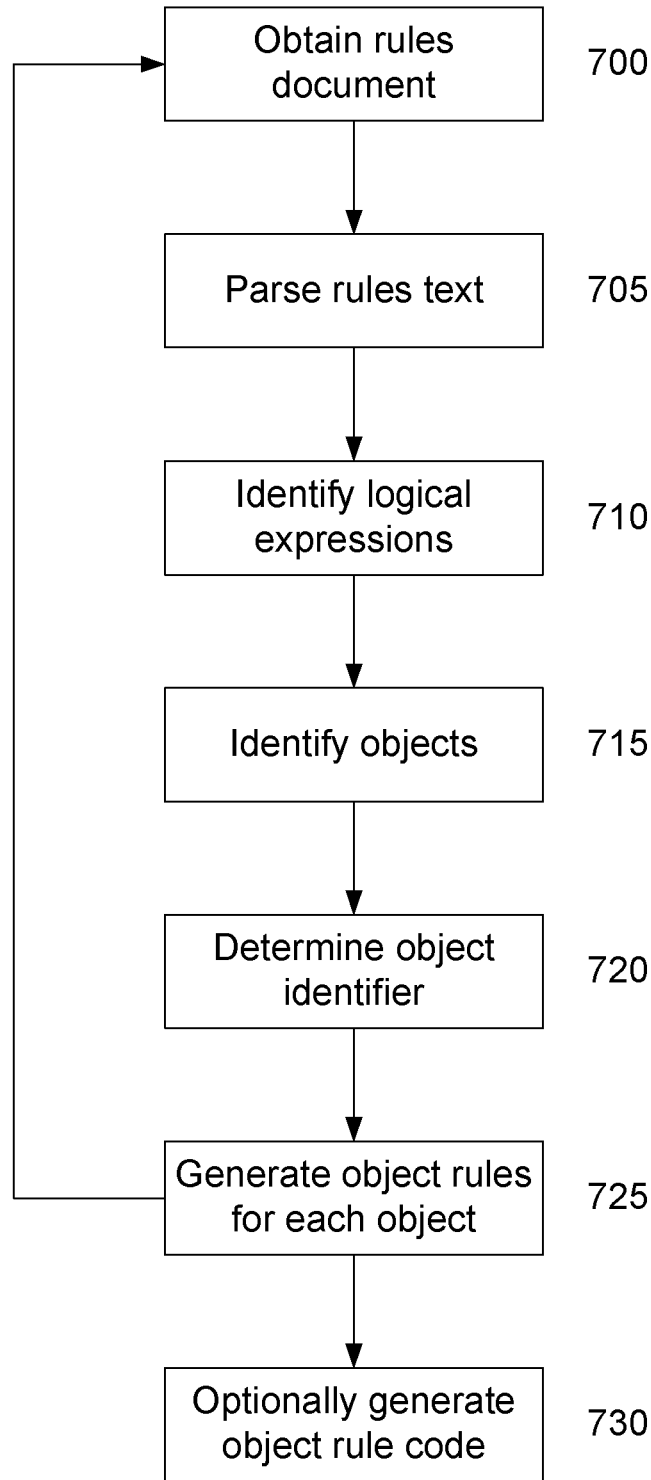 Obtain rules
document
700
Parse rules text
705
Identify logical
expressions
710
Identify objects
715
Determine object
identifier
720
Generate object rules
for each object
725
Optionally generate
object rule code
730